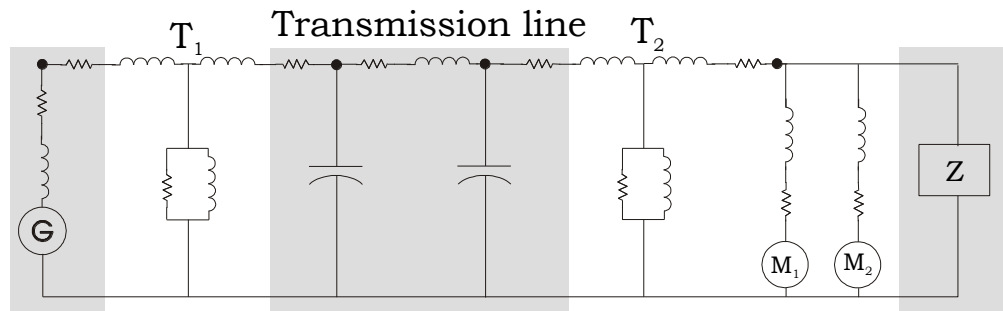 Transmission line
T₁
T₂
G
Z
M₁
M₂